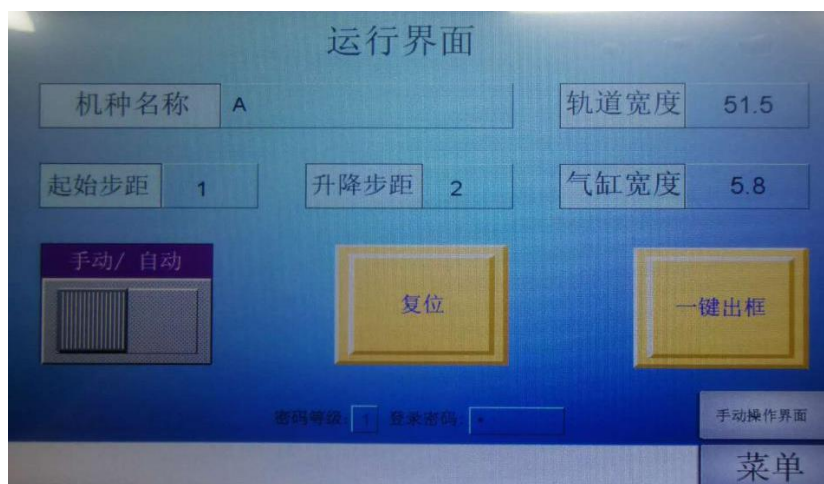 运行界面
机种名称 A 轨道宽度 51.5
起始步距 1 升降步距 2 气缸宽度 5.8
手动/ 自动
复位
一键出框
密码等级: 1 登录密码: *
手动操作界面
菜单